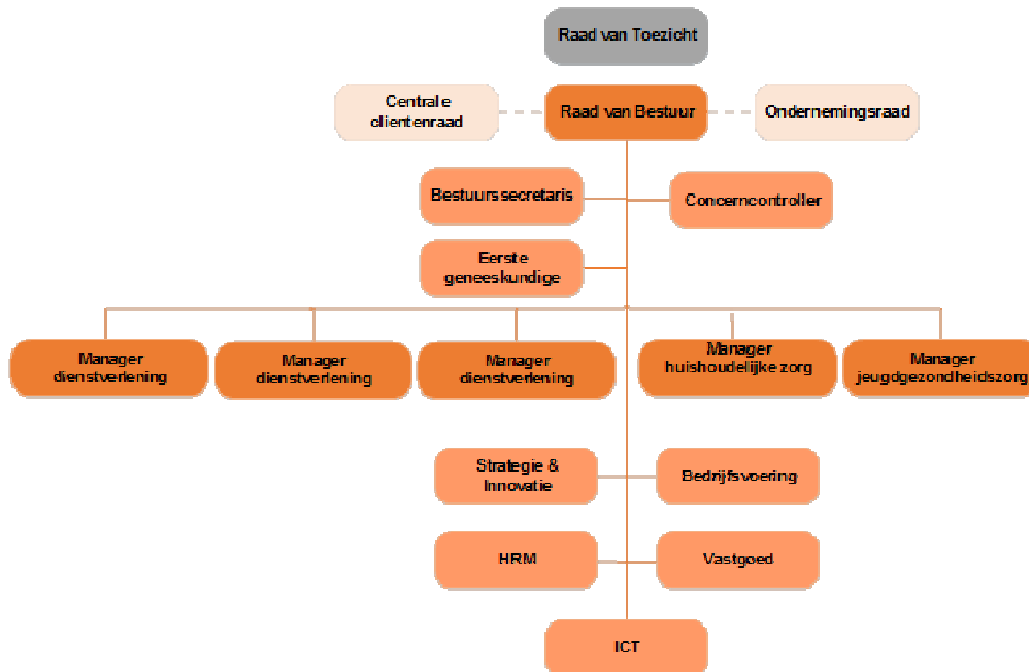 Raad van Toezicht
Centrale
cliëntenraad
Raad van Bestuur
Ondernemingsraad
Bestuurssecretaris
Concerncontroller
Eerste
geneeskundige
Manager
dienstverlening
Manager
dienstverlening
Manager
dienstverlening
Manager
huishoudelijke zorg
Manager
jeugdgezondheidszorg
Strategie &
Innovatie
Bedrijfsvoering
HRM
Vastgoed
ICT